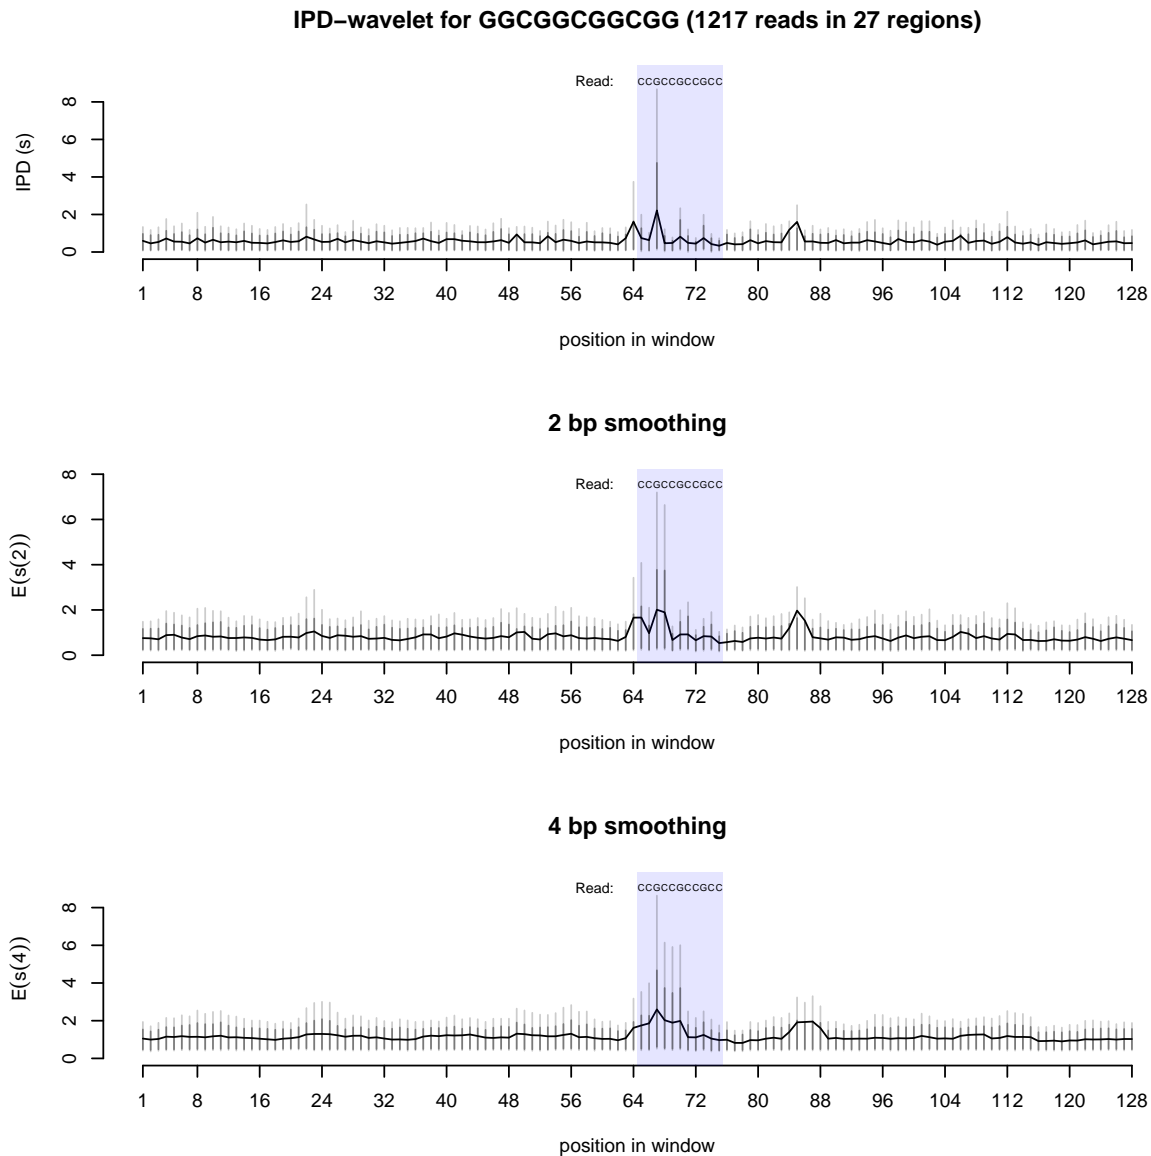 IPD−wavelet for GGCGGCGGCGG (1217 reads in 27 regions)
Read: CCGCCGCCGCC
IPD (s)
8
6
4
2
0
1 8 16 24 32 40 48 56 64 72 80 88 96 104 112 120 128
position in window
2 bp smoothing
Read: CCGCCGCCGCC
E(s(2))
8
6
4
2
0
1 8 16 24 32 40 48 56 64 72 80 88 96 104 112 120 128
position in window
4 bp smoothing
Read: CCGCCGCCGCC
E(s(4))
8
6
4
2
0
1 8 16 24 32 40 48 56 64 72 80 88 96 104 112 120 128
position in window